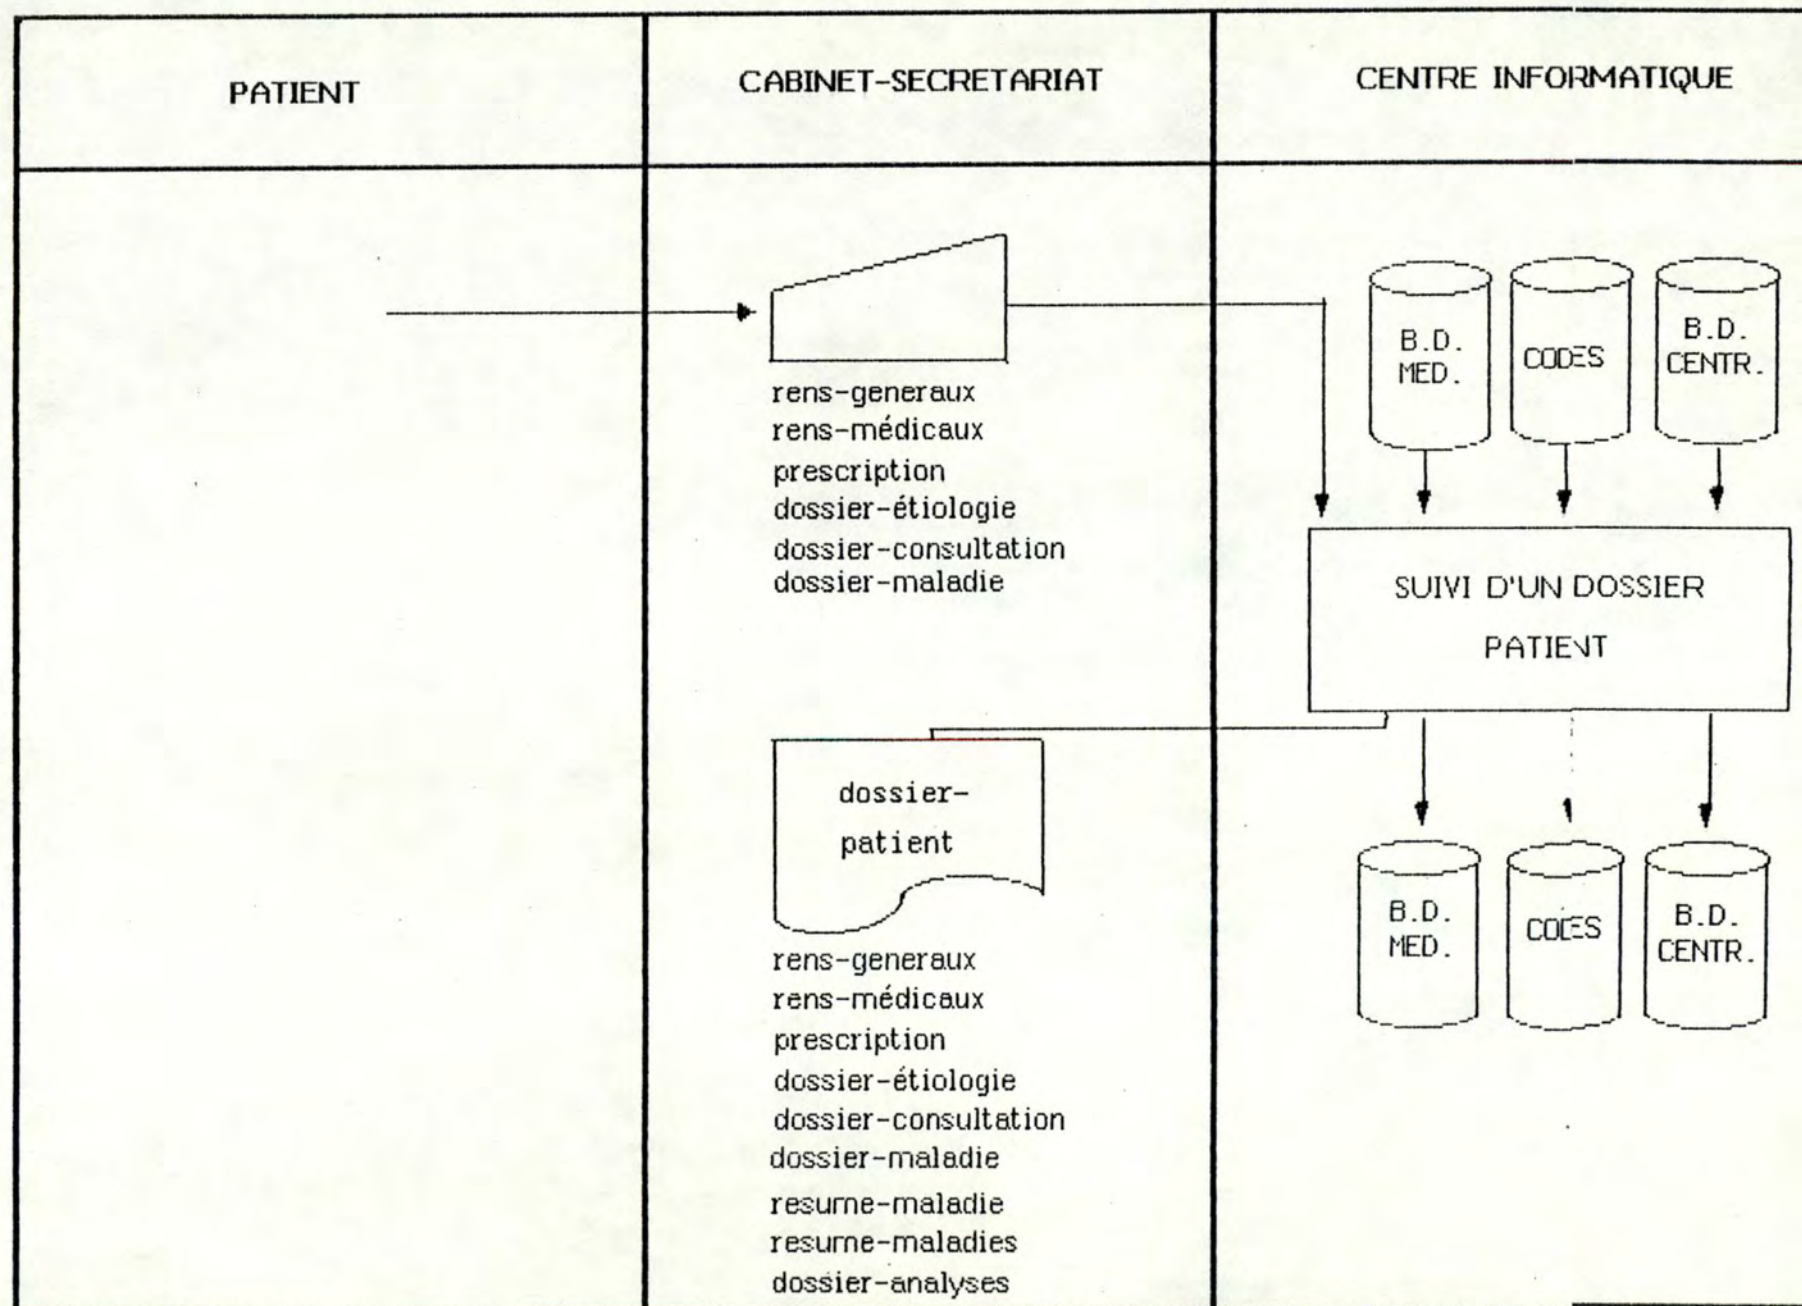 PATIENT
CABINET-SECRETARIAT
CENTRE INFORMATIQUE
rens-generaux
rens-médicaux
prescription
dossier-étiologie
dossier-consultation
dossier-maladie
B.D.
MED.
CODES
B.D.
CENTR.
SUIVI D'UN DOSSIER
PATIENT
dossier-
patient
rens-generaux
rens-médicaux
prescription
dossier-étiologie
dossier-consultation
dossier-maladie
resume-maladie
resume-maladies
dossier-analyses
B.D.
MED.
CODES
B.D.
CENTR.